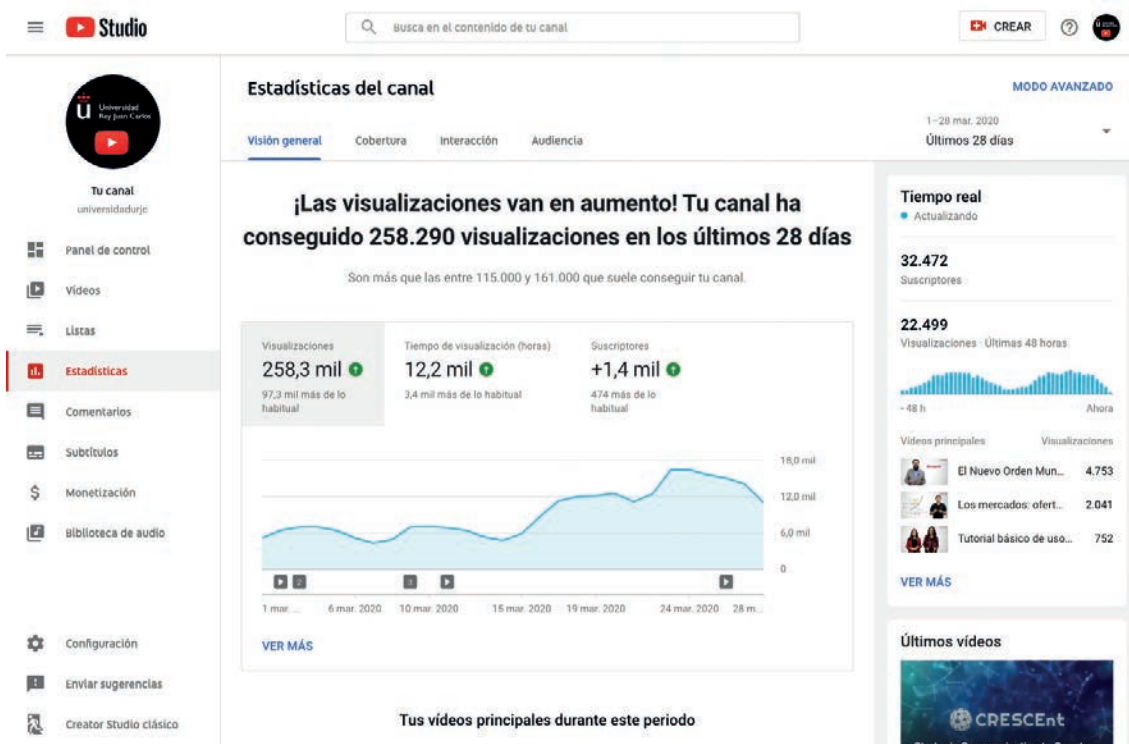 Studio
Busca en el contenido de tu canal
CREAR
Universidad
Rey Juan Carlos
Tu canal
universidadurjc
Panel de control
Vídeos
Listas
Estadísticas
Comentarios
Subtítulos
Monetización
Biblioteca de audio
Configuración
Enviar sugerencias
Creator Studio clásico
Estadísticas del canal
MODO AVANZADO
Visión general
Cobertura
Interacción
Audiencia
1–28 mar. 2020
Últimos 28 días
¡Las visualizaciones van en aumento! Tu canal ha
conseguido 258.290 visualizaciones en los últimos 28 días
Son más que las entre 115.000 y 161.000 que suele conseguir tu canal.
Visualizaciones
258,3 mil
97,3 mil más de lo
habitual
Tiempo de visualización (horas)
12,2 mil
3,4 mil más de lo habitual
Suscriptores
+1,4 mil
474 más de lo
habitual
18,0 mil
12,0 mil
6,0 mil
0
2
3
1 mar. ...
6 mar. 2020
10 mar. 2020
15 mar. 2020
19 mar. 2020
24 mar. 2020
28 m...
VER MÁS
Tus vídeos principales durante este periodo
Tiempo real
Actualizando
32.472
Suscriptores
22.499
Visualizaciones · Últimas 48 horas
- 48 h
Ahora
Vídeos principales
Visualizaciones
El Nuevo Orden Mun... 4.753
Los mercados: ofert... 2.041
Tutorial básico de uso... 752
VER MÁS
Últimos vídeos
CRESCEnt